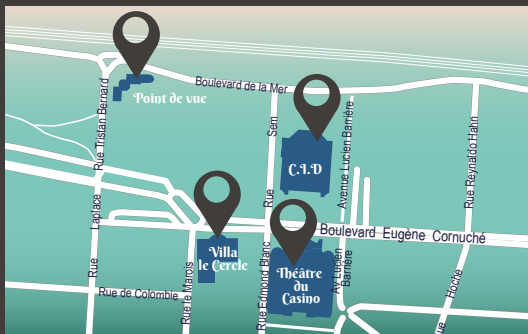 Boulevard de la Mer
Point de vue
Rue Tristan Bernard
Rue Sem
C.I.D
Avenue Lucien Barrière
Rue Reynaldo Hahn
Boulevard Eugène Cornuché
Rue Laplace
Villa
le Cercle
Théâtre
du
Casino
Av Lucien
Barrière
Rue Edmond Blanc
Rue le Marois
Rue de Colombie
Hoche